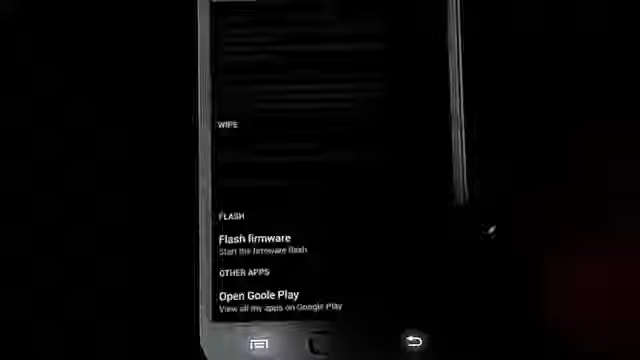 WIPE
FLASH
Flash firmware
Start the firmware flash
OTHER APPS
Open Goole Play
View all my apps on Google Play